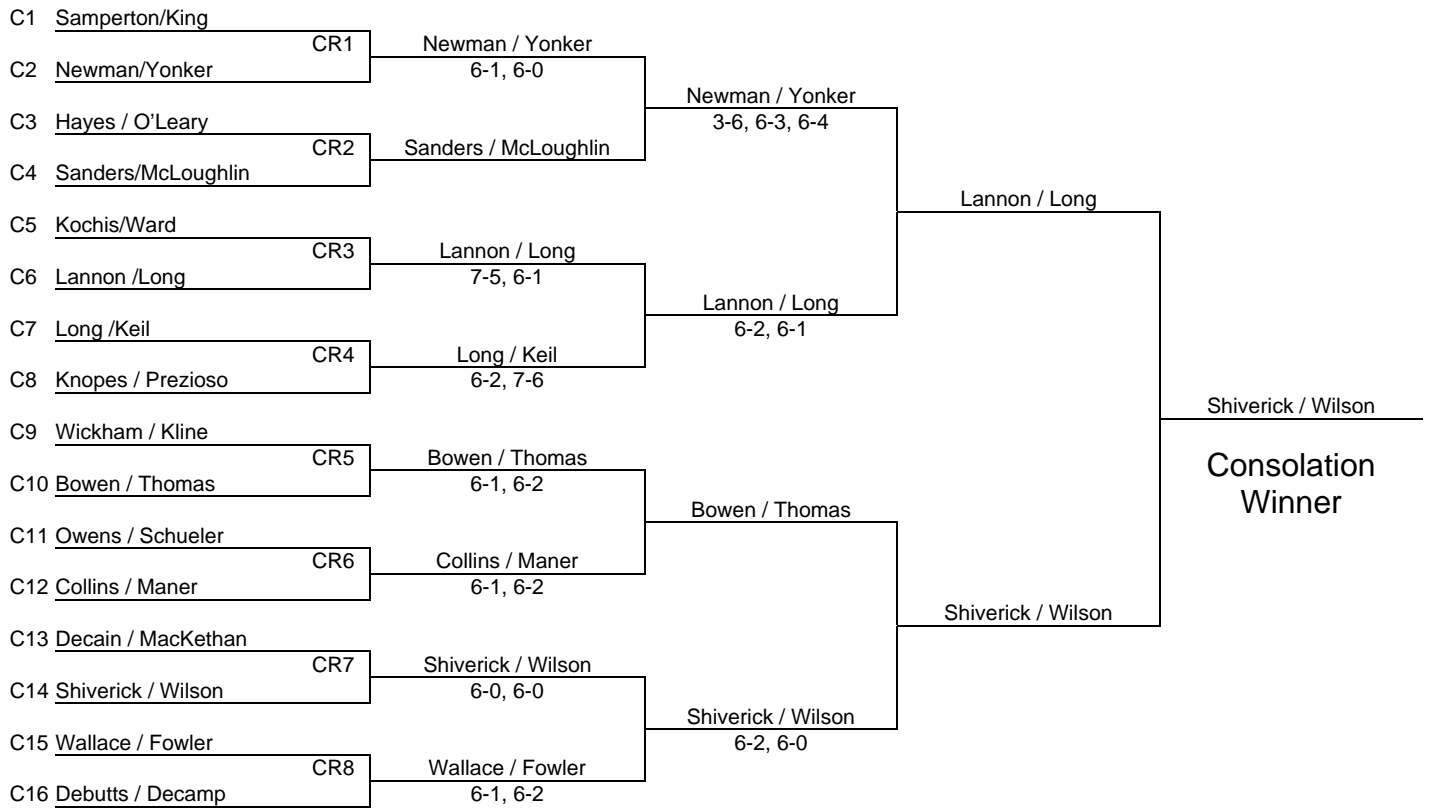 C1 Samperton/King
CR1
Newman / Yonker
C2 Newman/Yonker
6-1, 6-0
Newman / Yonker
C3 Hayes / O'Leary
3-6, 6-3, 6-4
CR2
Sanders / McLoughlin
C4 Sanders/McLoughlin
Lannon / Long
C5 Kochis/Ward
CR3
Lannon / Long
C6 Lannon /Long
7-5, 6-1
Lannon / Long
C7 Long /Keil
6-2, 6-1
CR4
Long / Keil
C8 Knopes / Prezioso
6-2, 7-6
Shiverick / Wilson
C9 Wickham / Kline
CR5
Bowen / Thomas
Consolation
Winner
C10 Bowen / Thomas
6-1, 6-2
Bowen / Thomas
C11 Owens / Schueler
CR6
Collins / Maner
C12 Collins / Maner
6-1, 6-2
Shiverick / Wilson
C13 Decain / MacKethan
CR7
Shiverick / Wilson
C14 Shiverick / Wilson
6-0, 6-0
Shiverick / Wilson
C15 Wallace / Fowler
6-2, 6-0
CR8
Wallace / Fowler
C16 Debutts / Decamp
6-1, 6-2